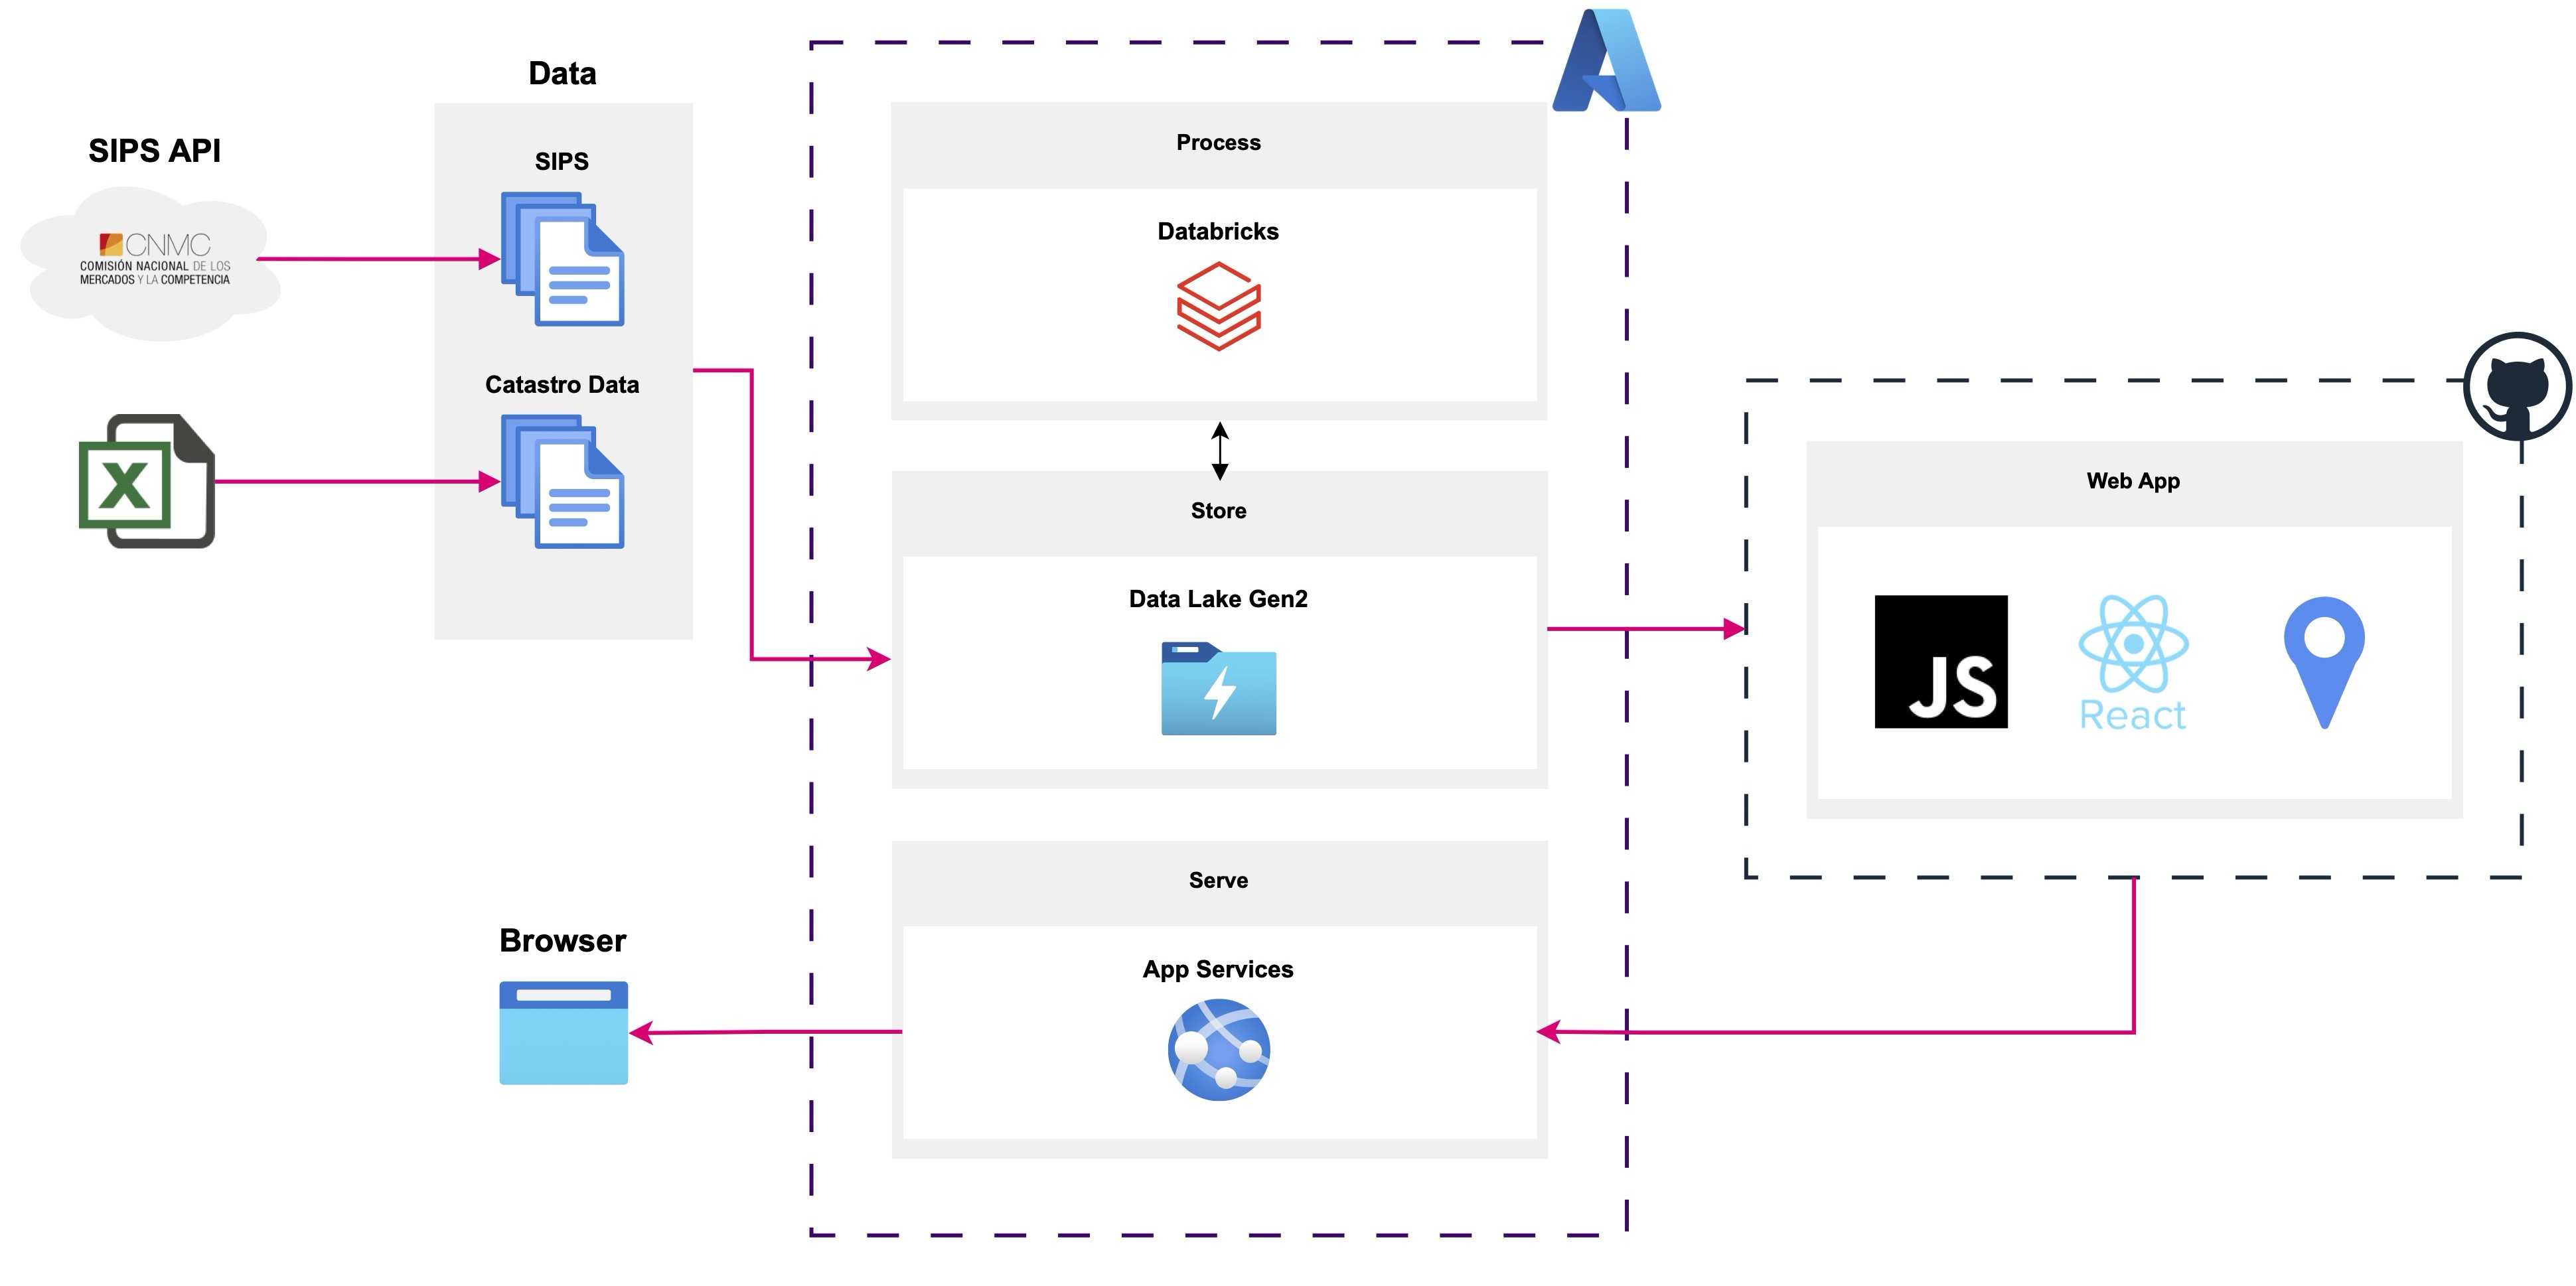 Data
SIPS API
SIPS
CNMC
COMISIÓN NACIONAL DE LOS
MERCADOS Y LA COMPETENCIA
Catastro Data
X
Process
Databricks
Store
Data Lake Gen2
Web App
JS
React
Serve
App Services
Browser